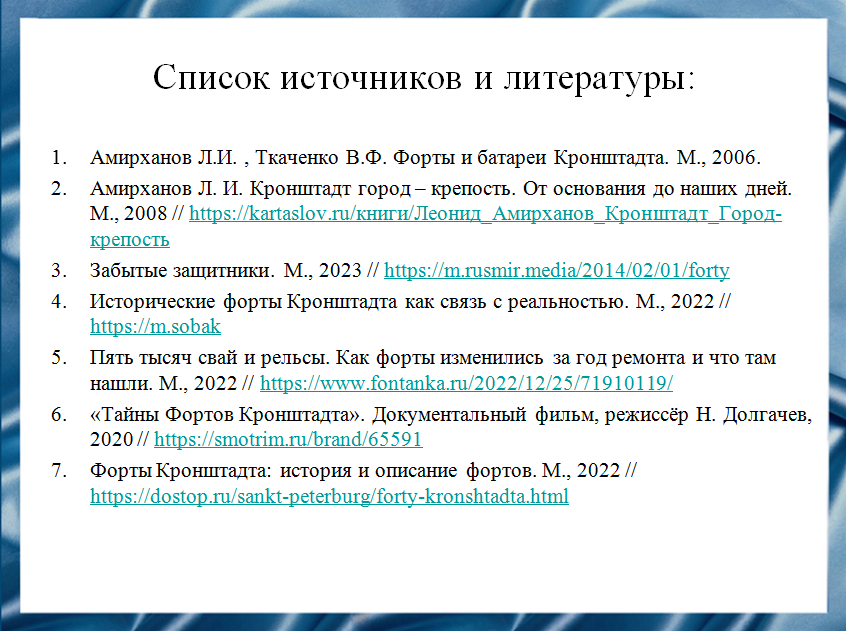 Список источников и литературы:
1. Амирханов Л.И. , Ткаченко В.Ф. Форты и батареи Кронштадта. М., 2006.
2. Амирханов Л. И. Кронштадт город – крепость. От основания до наших дней.
М., 2008 // https://kartaslov.ru/книги/Леонид_Амирханов_Кронштадт_Город-
крепость
3. Забытые защитники. М., 2023 // https://m.rusmir.media/2014/02/01/forty
4. Исторические форты Кронштадта как связь с реальностью. М., 2022 //
https://m.sobak
5. Пять тысяч свай и рельсы. Как форты изменились за год ремонта и что там
нашли. М., 2022 // https://www.fontanka.ru/2022/12/25/71910119/
6. «Тайны Фортов Кронштадта». Документальный фильм, режиссёр Н. Долгачев,
2020 // https://smotrim.ru/brand/65591
7. Форты Кронштадта: история и описание фортов. М., 2022 //
https://dostop.ru/sankt-peterburg/forty-kronshtadta.html